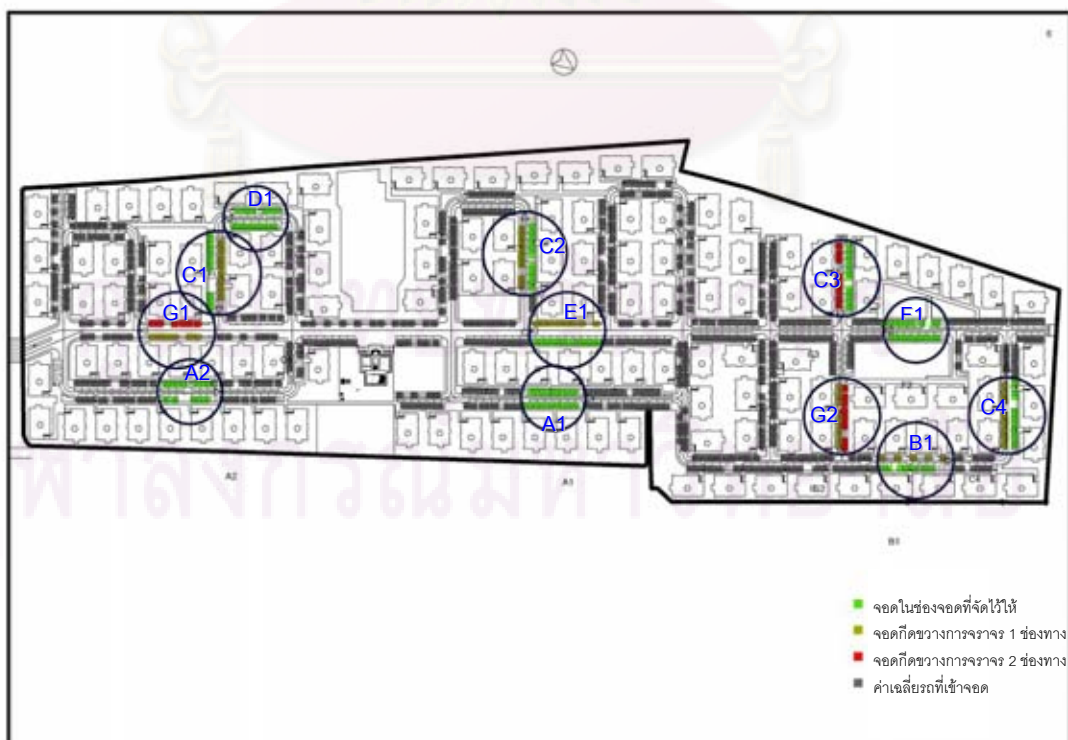 6
D1
C1
C2
C3
G1
E1
F1
A2
A1
G2
C4
B1
A2
A1
C4
B1
จอดในช่องจอดที่จัดไว้ให้
จอดกีดขวางการจราจร 1 ช่องทาง
จอดกีดขวางการจราจร 2 ช่องทาง
ค่าเฉลี่ยรถที่เข้าจอด